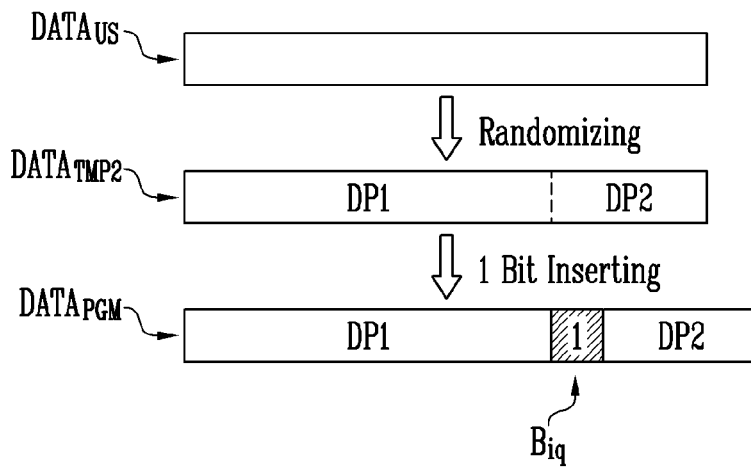 DATAUS
Randomizing
DATATMP2
DP1 DP2
1 Bit Inserting
DATAPGM
DP1 1 DP2
Biq